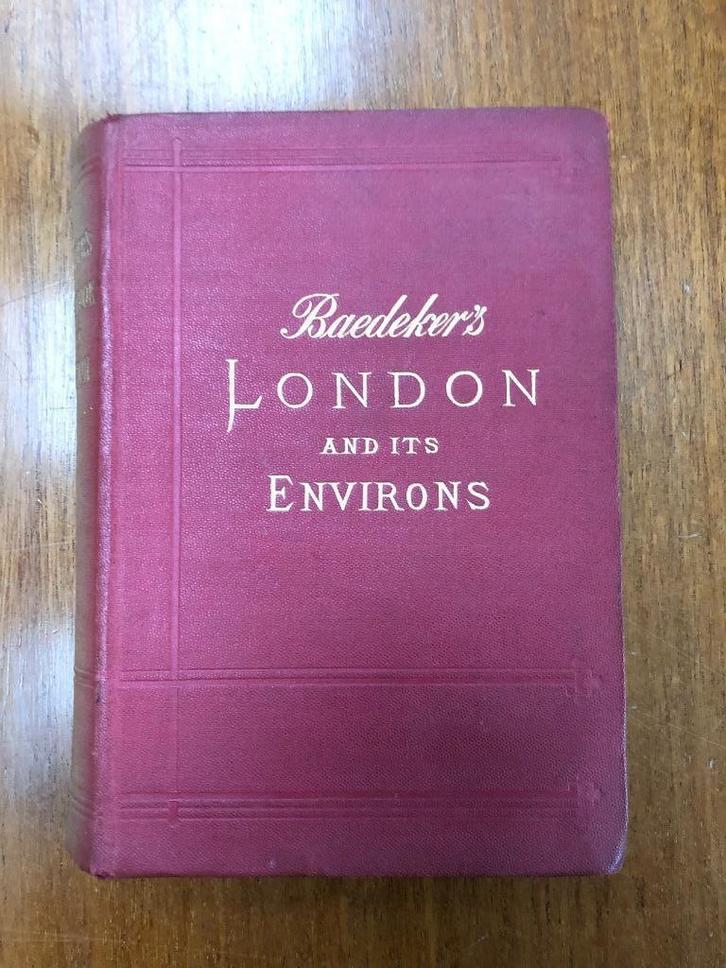 Baedeker's
LONDON
AND ITS
ENVIRONS